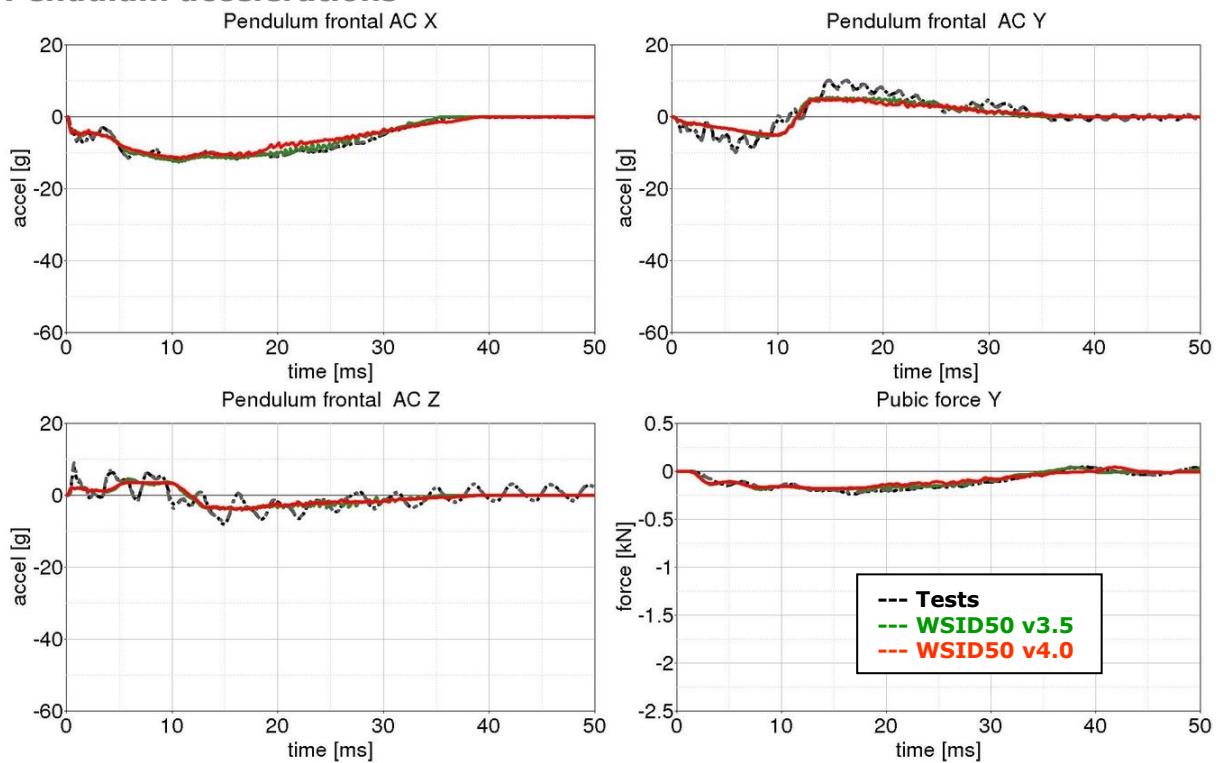 Pendulum accelerations
Pendulum frontal AC X
20
0
-20
-40
-60
accel [g]
0 10 20 30 40 50
time [ms]
Pendulum frontal AC Y
20
0
-20
-40
-60
accel [g]
0 10 20 30 40 50
time [ms]
Pendulum frontal AC Z
20
0
-20
-40
-60
accel [g]
0 10 20 30 40 50
time [ms]
Pubic force Y
0.5
0
-0.5
-1
-1.5
-2
-2.5
force [kN]
0 10 20 30 40 50
time [ms]
--- Tests
--- WSID50 v3.5
--- WSID50 v4.0